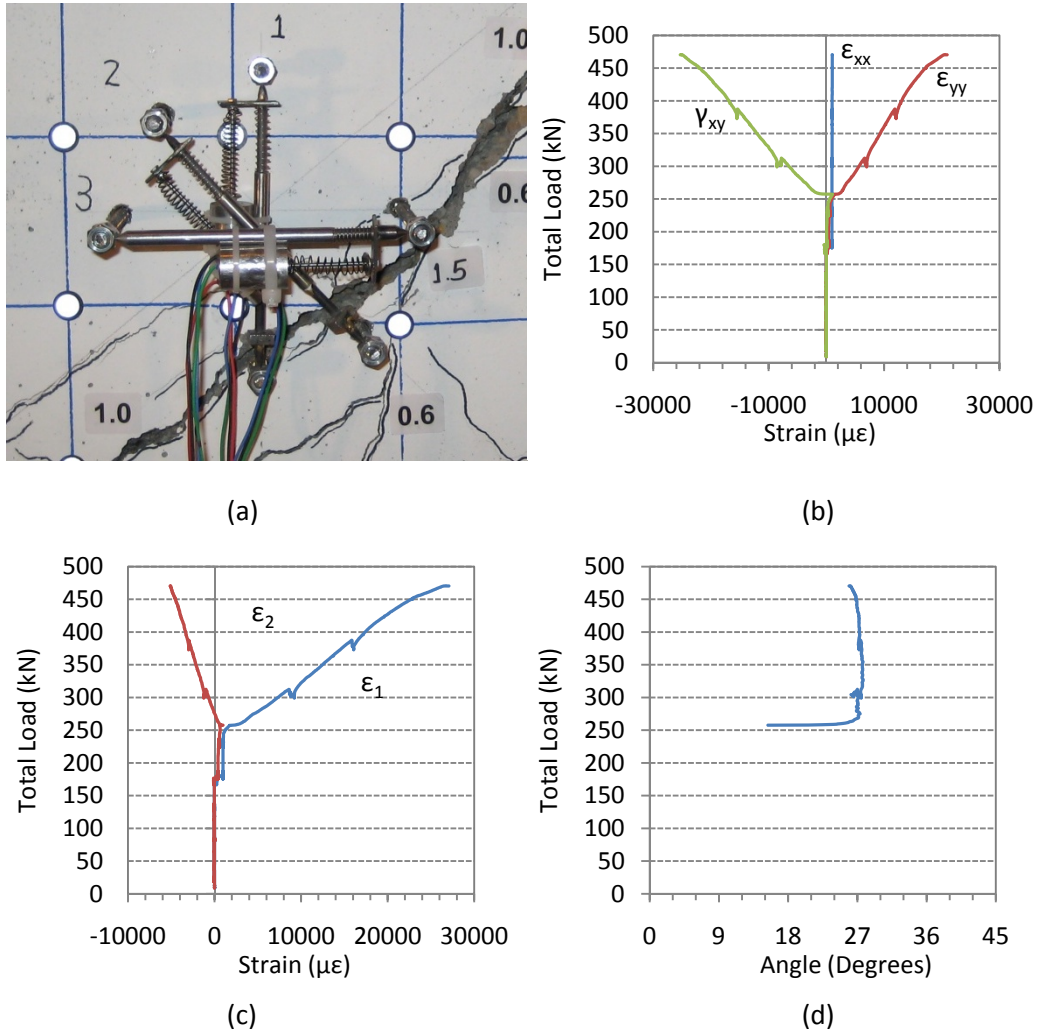 1
1.0
2
3
0.6
1.5
1.0
0.6
(a)
500
450
400
350
300
250
200
150
100
50
0
Total Load (kN)
εxx
εyy
γxy
-30000 -10000 10000 30000
Strain (με)
(b)
500
450
400
350
300
250
200
150
100
50
0
Total Load (kN)
ε2
ε1
-10000 0 10000 20000 30000
Strain (με)
(c)
500
450
400
350
300
250
200
150
100
50
0
Total Load (kN)
0 9 18 27 36 45
Angle (Degrees)
(d)